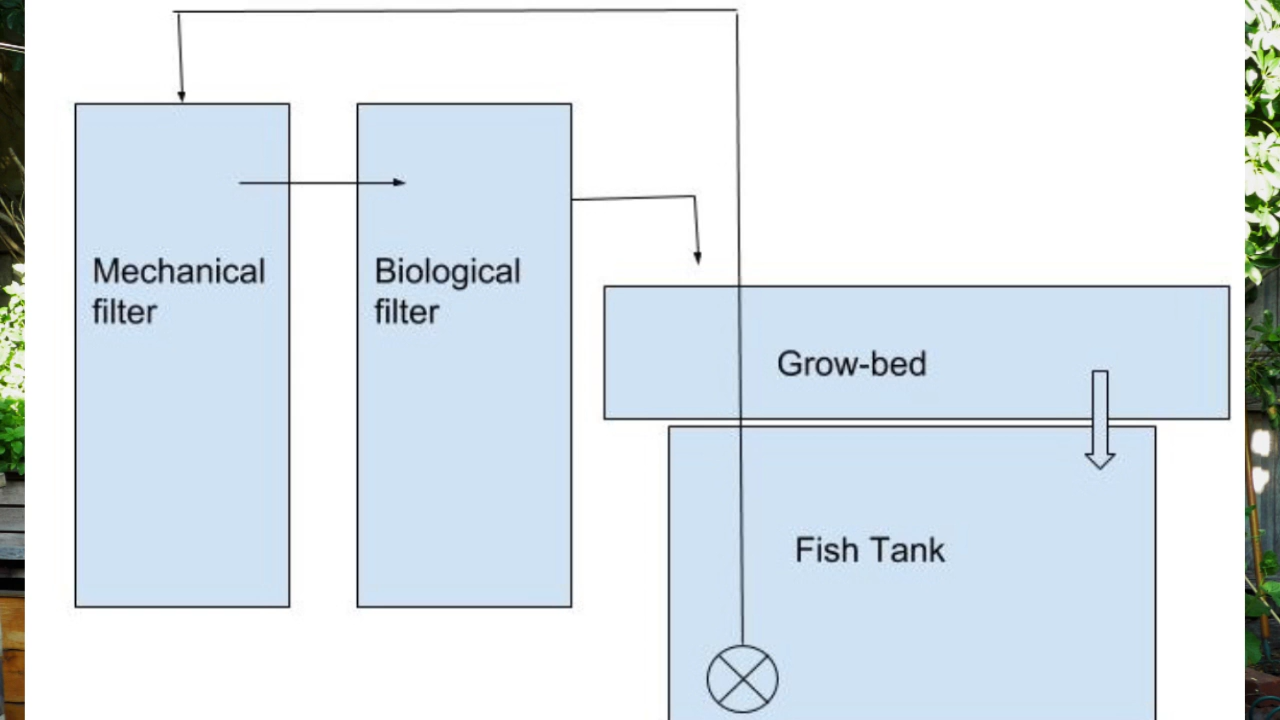 Mechanical
filter
Biological
filter
Grow-bed
Fish Tank